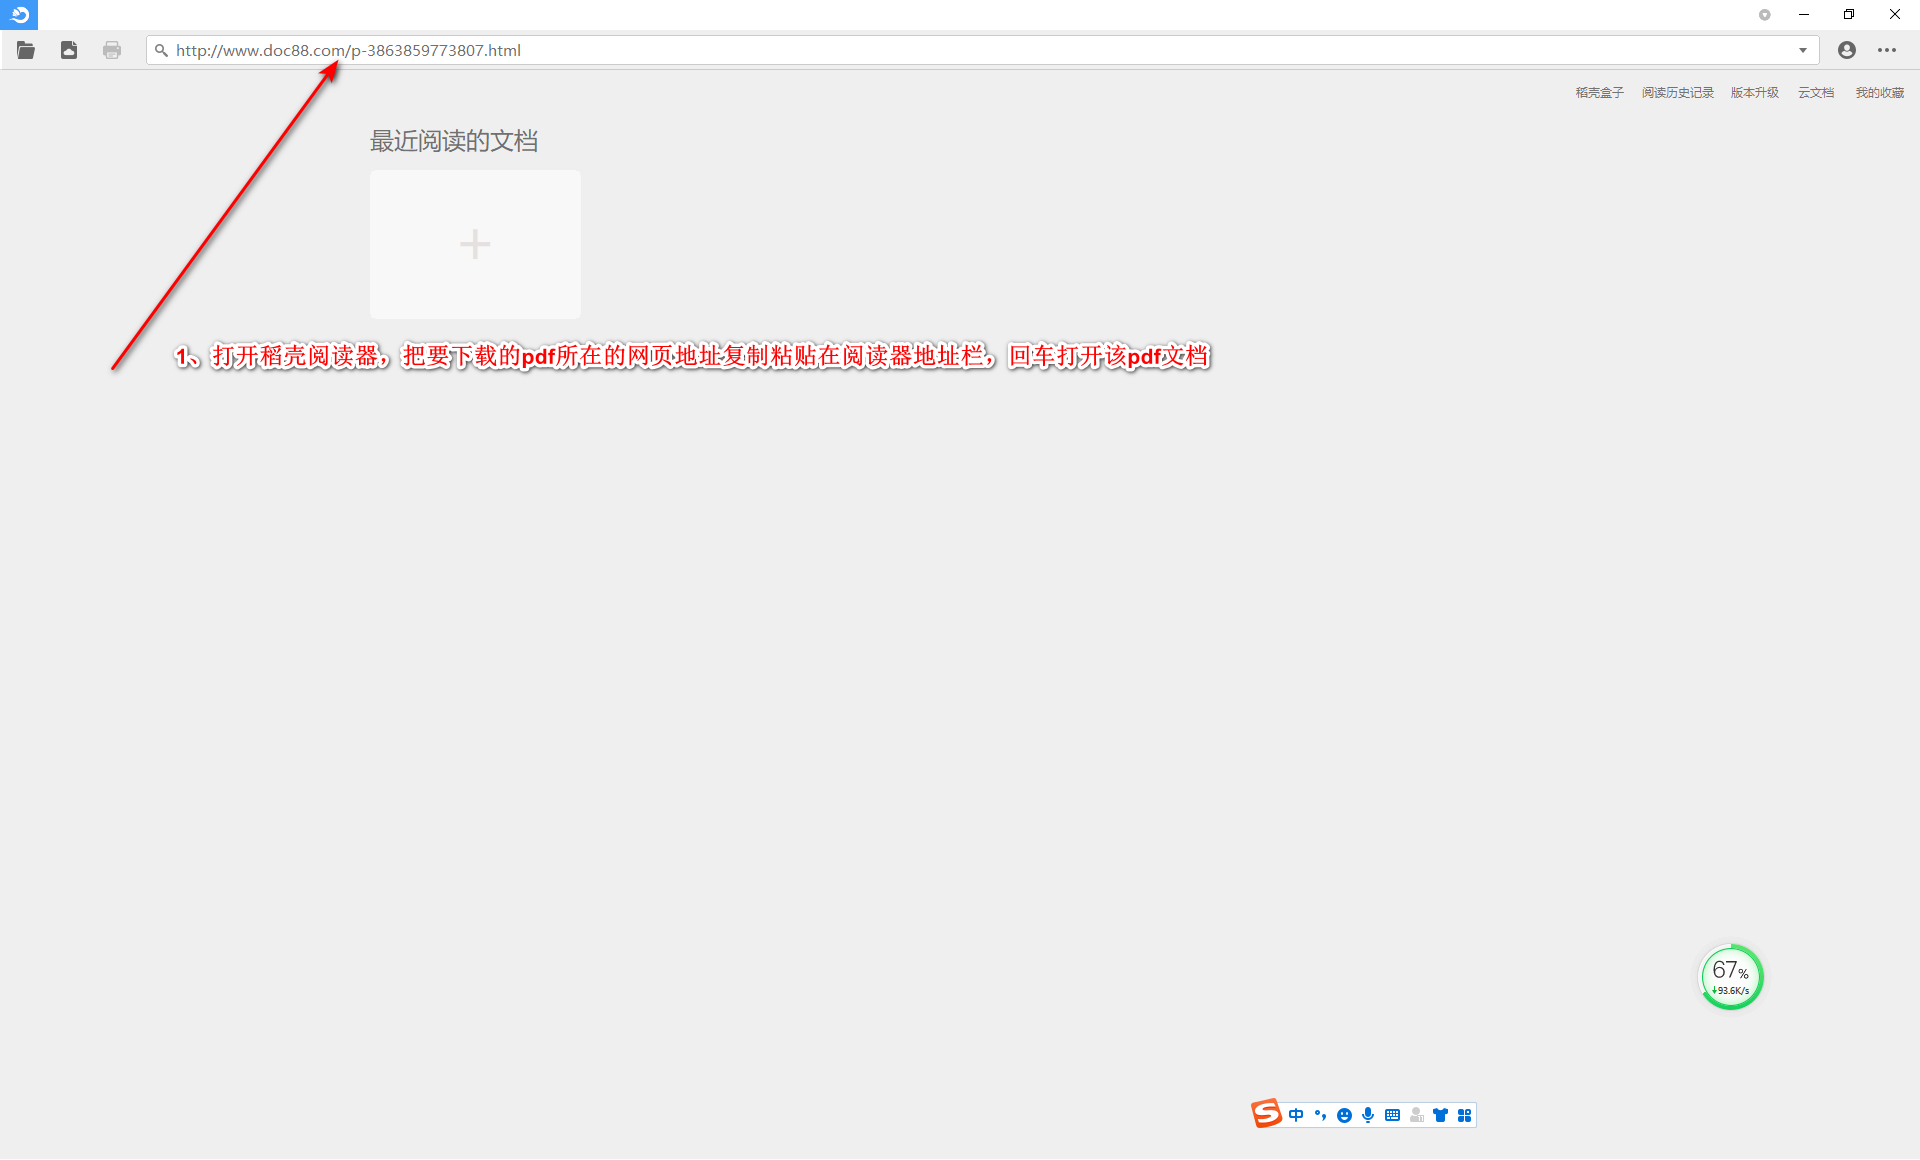 http://www.doc88.com/p-3863859773807.html
稻壳盒子 阅读历史记录 版本升级 云文档 我的收藏
最近阅读的文档
1、打开稻壳阅读器，把要下载的pdf所在的网页地址复制粘贴在阅读器地址栏，回车打开该pdf文档
67%
93.6K/s
S 中